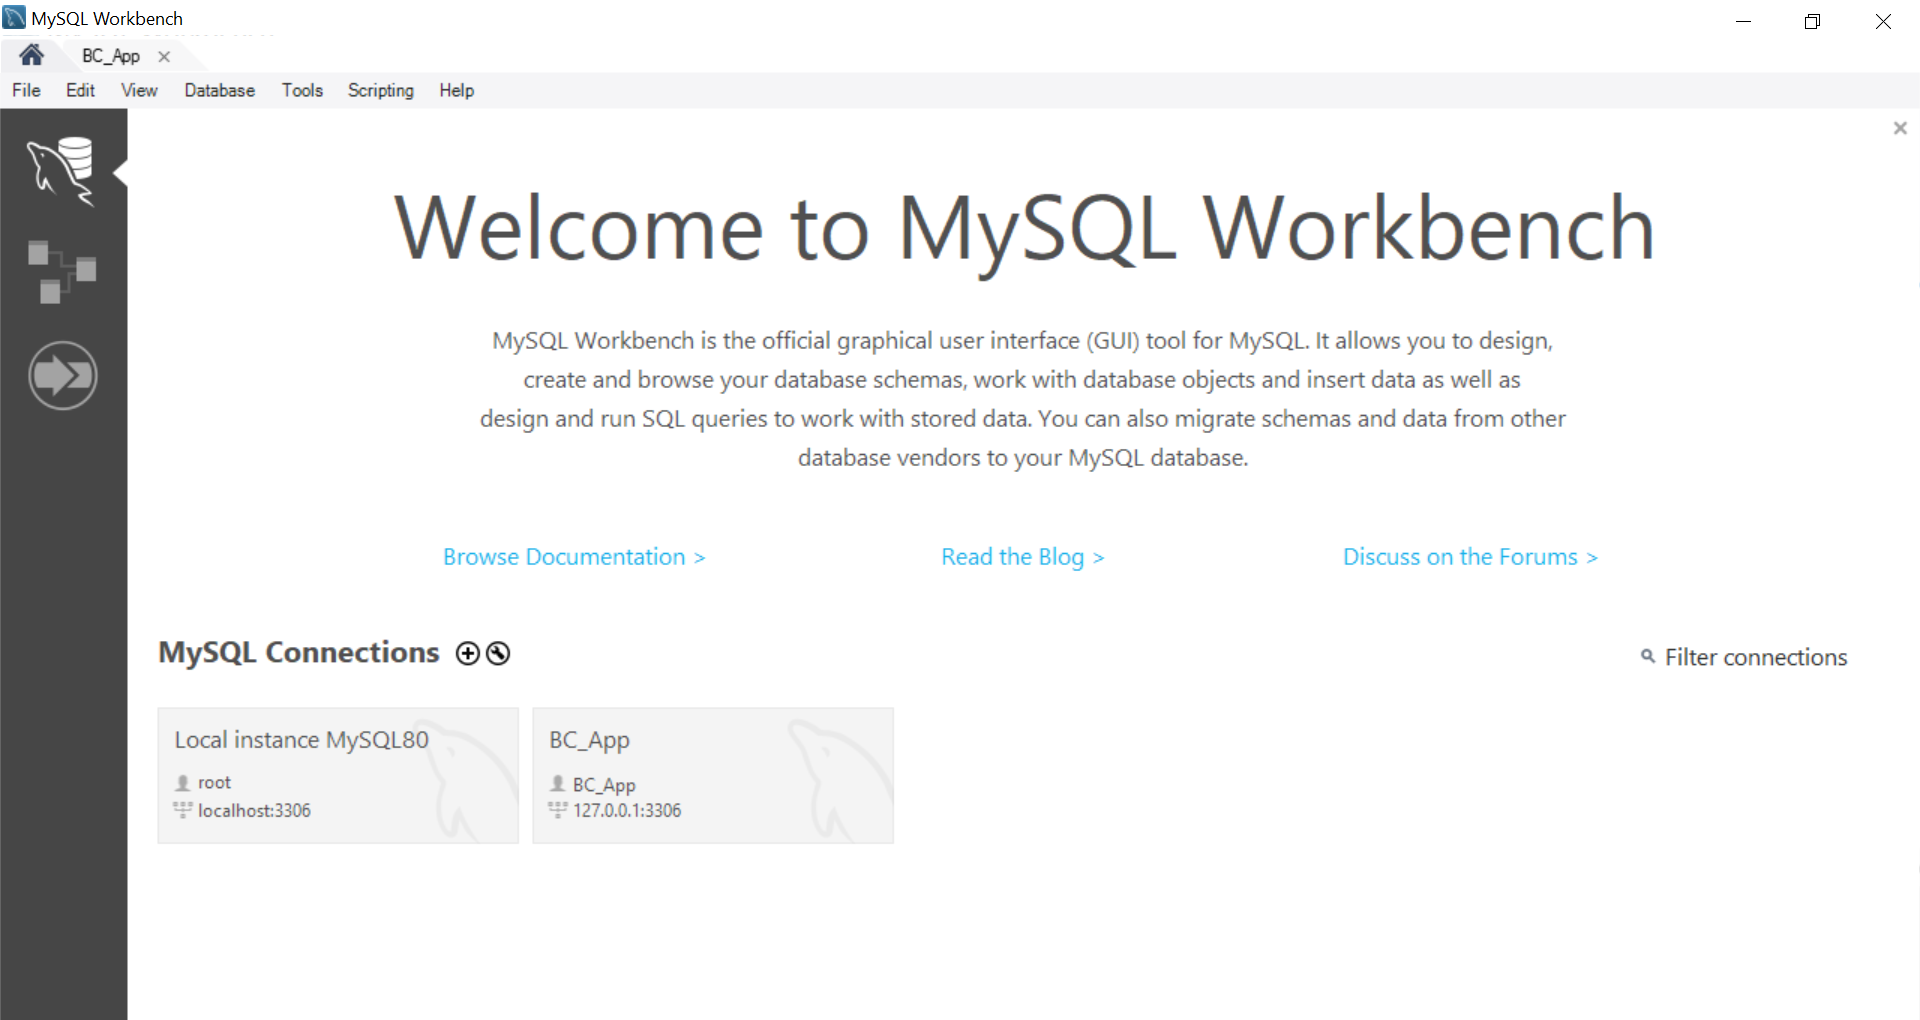 MySQL Workbench
BC_App
File Edit View Database Tools Scripting Help
Welcome to MySQL Workbench
MySQL Workbench is the official graphical user interface (GUI) tool for MySQL. It allows you to design,
create and browse your database schemas, work with database objects and insert data as well as
design and run SQL queries to work with stored data. You can also migrate schemas and data from other
database vendors to your MySQL database.
Browse Documentation > Read the Blog > Discuss on the Forums >
MySQL Connections
Filter connections
Local instance MySQL80
root
localhost:3306
BC_App
BC_App
127.0.0.1:3306